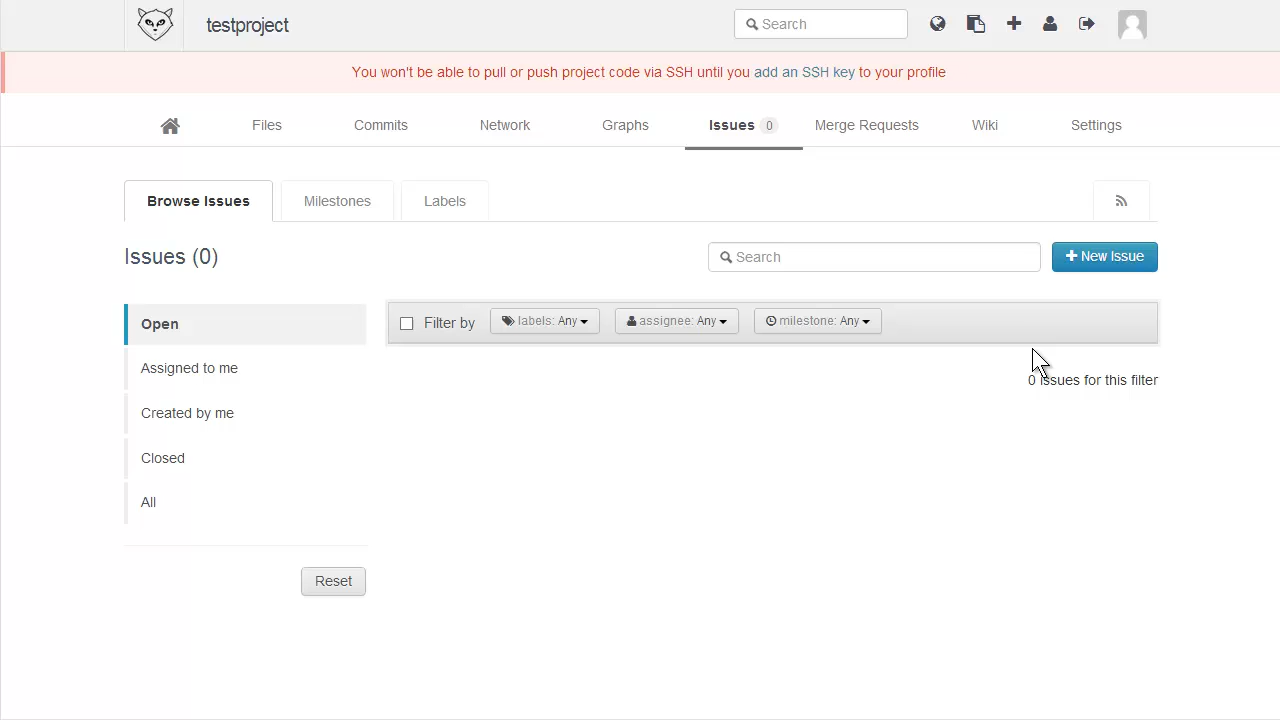 testproject
Search
You won't be able to pull or push project code via SSH until you add an SSH key to your profile
Files Commits Network Graphs Issues 0 Merge Requests Wiki Settings
Browse Issues Milestones Labels
Issues (0)
Search
New Issue
Open
Assigned to me
Created by me
Closed
All
Reset
Filter by labels: Any assignee: Any milestone: Any
0 issues for this filter